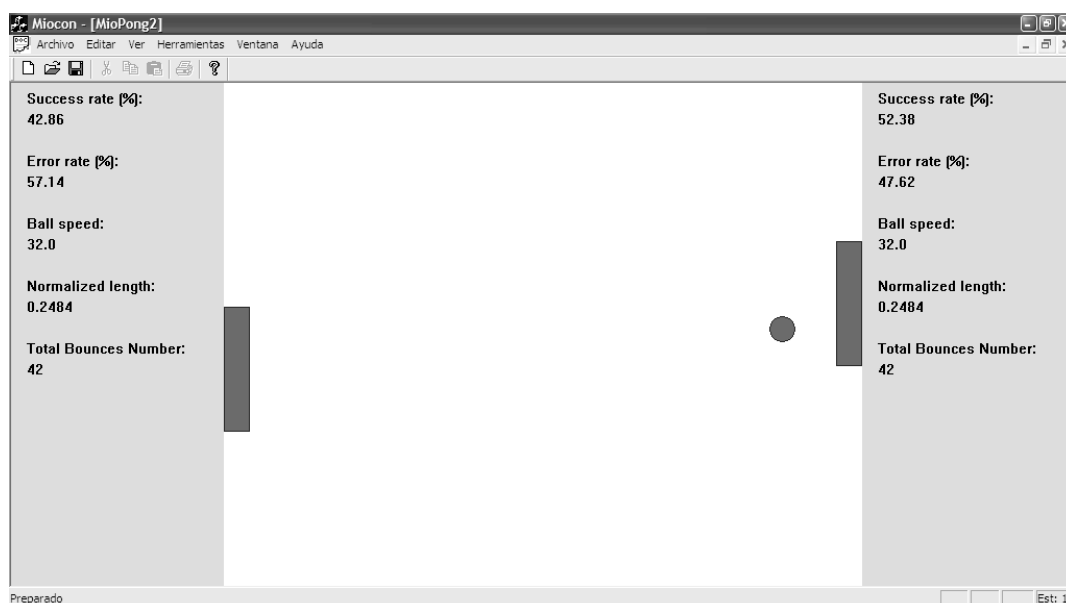 Miocon - [MioPong2]
Archivo Editar Ver Herramientas Ventana Ayuda
Success rate (%):
42.86
Error rate (%):
57.14
Ball speed:
32.0
Normalized length:
0.2484
Total Bounces Number:
42
Success rate (%):
52.38
Error rate (%):
47.62
Ball speed:
32.0
Normalized length:
0.2484
Total Bounces Number:
42
Preparado
Est: 1